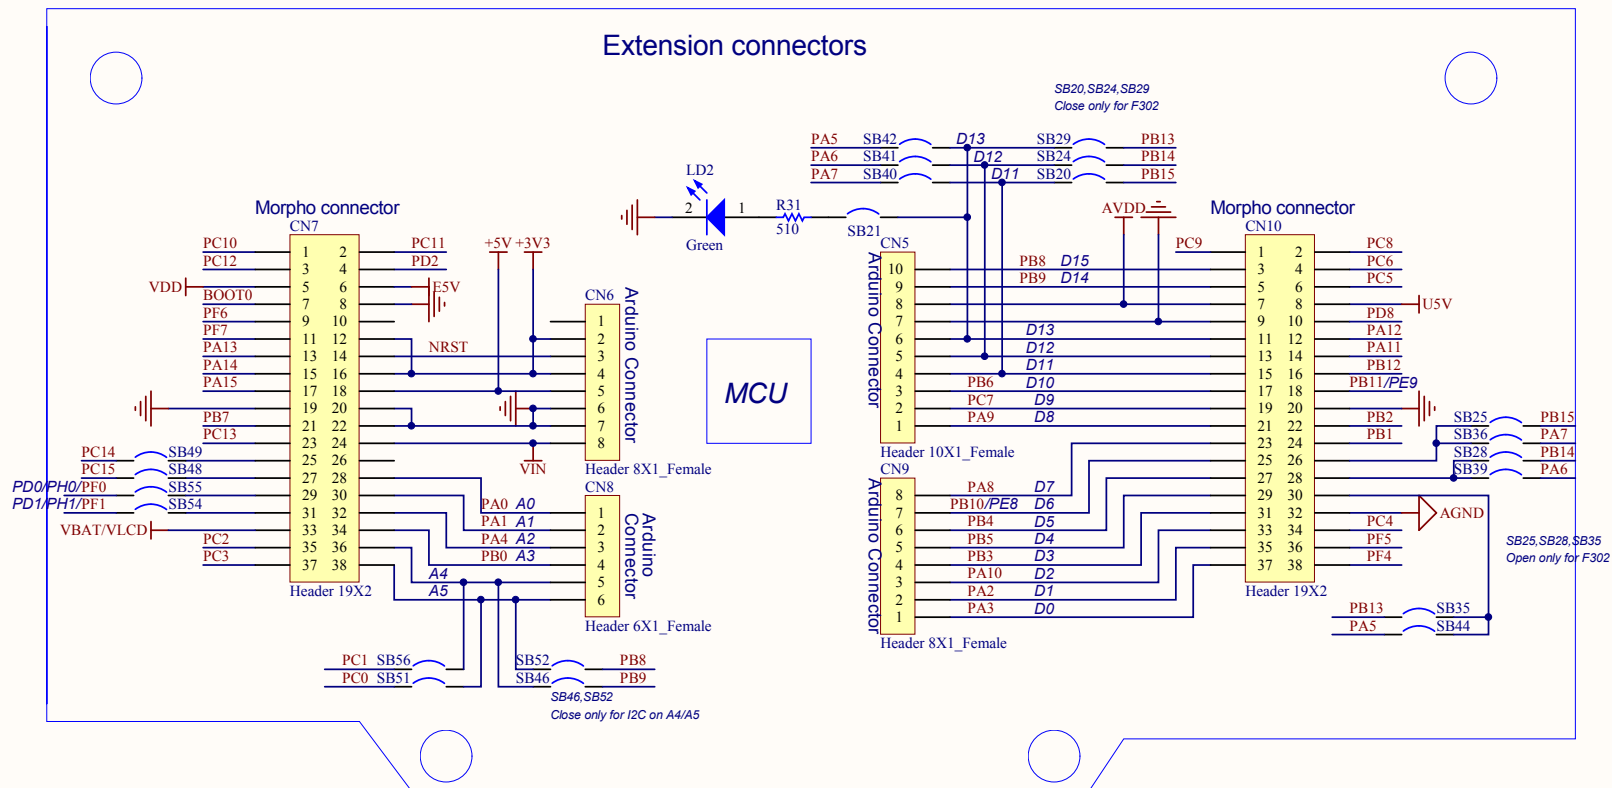 Extension connectors
SB20,SB24,SB29
Close only for F302
PA5 SB42 D13 SB29 PB13
PA6 SB41 D12 SB24 PB14
PA7 SB40 D11 SB20 PB15
LD2
2 1 R31
510
Green
SB21
AVDD
Morpho connector
CN7
PC10 1 2 PC11
PC12 3 4 PD2
VDD 5 6 E5V
BOOT0 7 8
PF6 9 10
PF7 11 12
PA13 13 14 NRST
PA14 15 16
PA15 17 18
19 20
PB7 21 22
PC13 23 24
PC14 SB49 25 26
PC15 SB48 27 28
PD0/PH0/PF0 SB55 29 30
PD1/PH1/PF1 SB54 31 32
VBAT/VLCD 33 34
PC2 35 36
PC3 37 38
Header 19X2
+5V +3V3
CN6
1
2
3
4
5
6
7
8
Arduino Connector
VIN
Header 8X1_Female
CN8
PA0 A0 1
PA1 A1 2
PA4 A2 3
PB0 A3 4
A4 5
A5 6
Arduino
Connector
Header 6X1_Female
PC1 SB56 SB52 PB8
PC0 SB51 SB46 PB9
SB46,SB52
Close only for I2C on A4/A5
MCU
CN5
Arduino Connector
10 PB8 D15
9 PB9 D14
8
7
6 D13
5 D12
4 D11
3 PB6 D10
2 PC7 D9
1 PA9 D8
Header 10X1_Female
CN9
Arduino Connector
8 PA8 D7
7 PB10/PE8 D6
6 PB4 D5
5 PB5 D4
4 PB3 D3
3 PA10 D2
2 PA2 D1
1 PA3 D0
Header 8X1_Female
Morpho connector
CN10
PC9 1 2 PC8
3 4 PC6
5 6 PC5
7 8 U5V
9 10 PD8
11 12 PA12
13 14 PA11
15 16 PB12
17 18 PB11/PE9
19 20
21 22 PB2
23 24 PB1
25 26
27 28
29 30
31 32 AGND
33 34 PC4
35 36 PF5
37 38 PF4
Header 19X2
SB25 PB15
SB36 PA7
SB28 PB14
SB39 PA6
SB25,SB28,SB35
Open only for F302
PB13 SB35
PA5 SB44